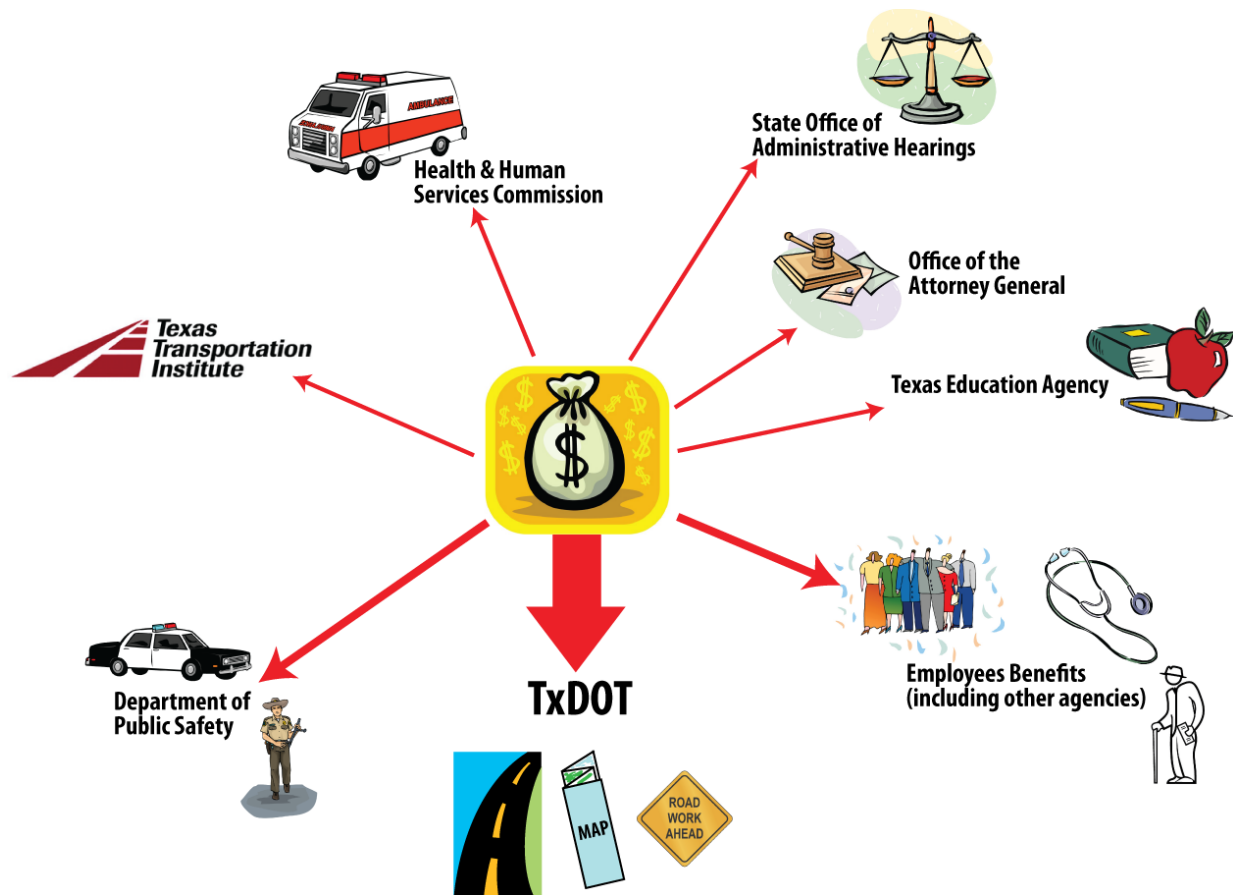 AMBULANCE
Health & Human
Services Commission
State Office of
Administrative Hearings
Office of the
Attorney General
Texas
Transportation
Institute
Texas Education Agency
$
Department of
Public Safety
TxDOT
Employees Benefits
(including other agencies)
MAP
ROAD
WORK
AHEAD